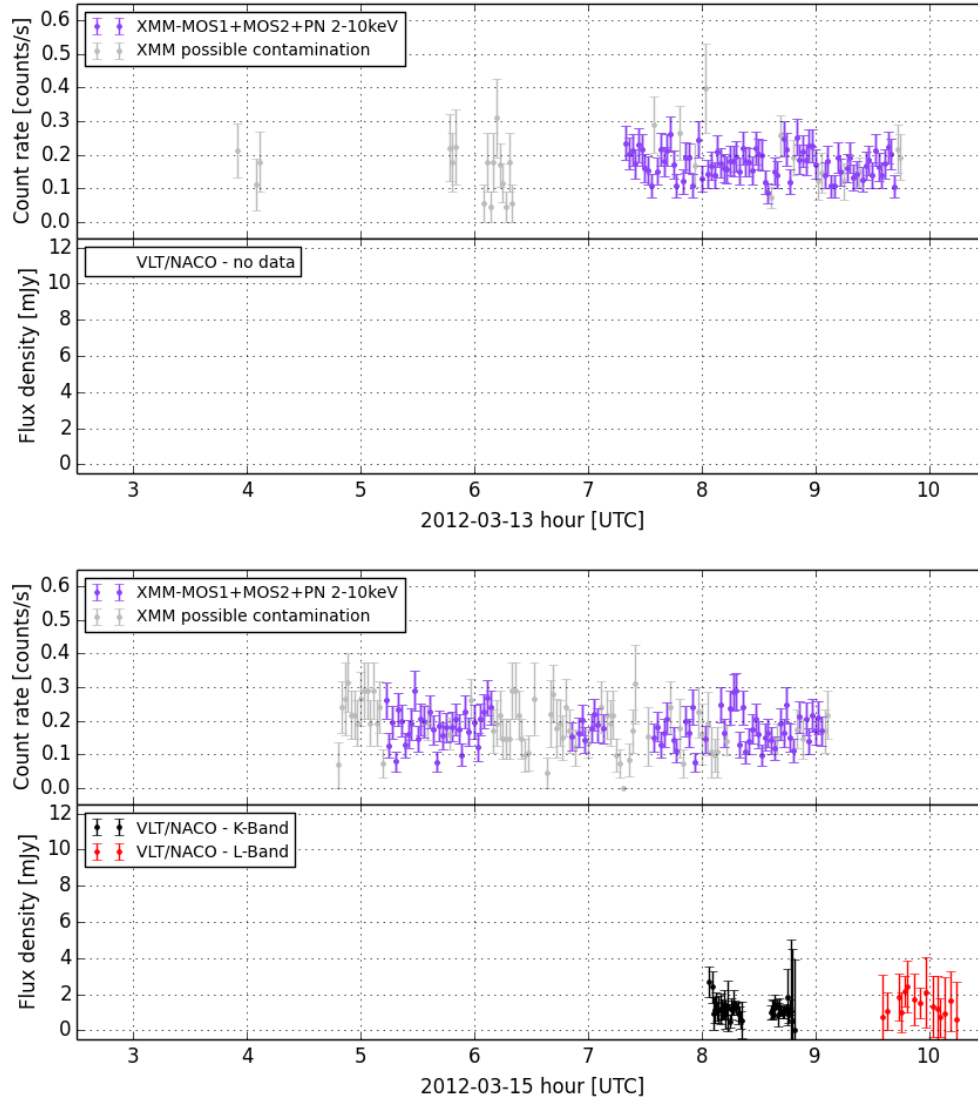 0.6
0.5
0.4
0.3
0.2
0.1
0.0
Count rate [counts/s]
XMM-MOS1+MOS2+PN 2-10keV
XMM possible contamination
12
10
8
6
4
2
0
Flux density [mJy]
VLT/NACO - no data
3 4 5 6 7 8 9 10
2012-03-13 hour [UTC]
0.6
0.5
0.4
0.3
0.2
0.1
0.0
Count rate [counts/s]
XMM-MOS1+MOS2+PN 2-10keV
XMM possible contamination
12
10
8
6
4
2
0
Flux density [mJy]
VLT/NACO - K-Band
VLT/NACO - L-Band
3 4 5 6 7 8 9 10
2012-03-15 hour [UTC]